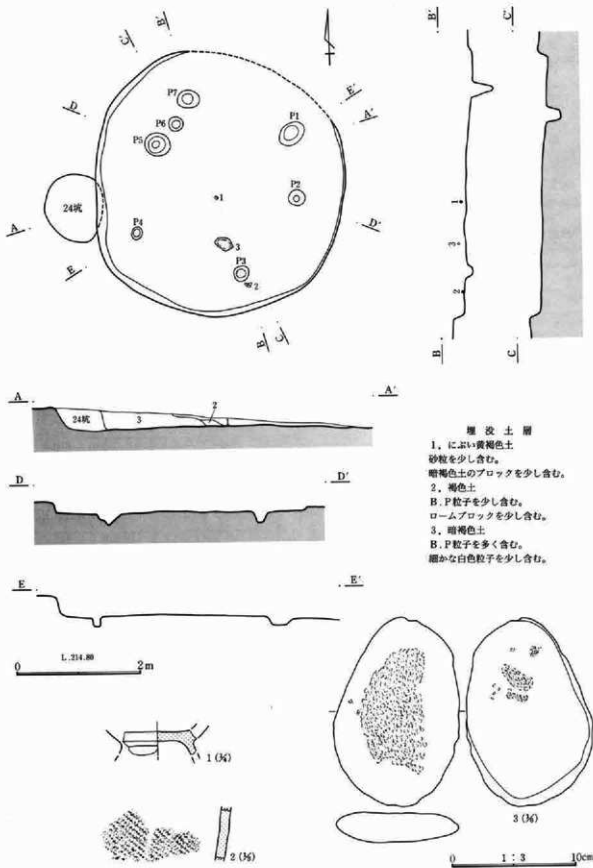 C'
B'
D
P7
P6
P5
P1
E'
A'
P2
1
24坑
P4
A
E
3
P3
2
D'
B
C
B'
C'
1
3
2
B
C
A
A'
24坑
3
2
D
D'
E
E'
L.214.80
0
2m
埋没土層
1,にぶい黄褐色土
砂粒を少し含む。
暗褐色土のブロックを少し含む。
2,褐色土
B.P粒子を少し含む。
ロームブロックを少し含む。
3,暗褐色土
B.P粒子を多く含む。
細かな白色粒子を少し含む。
1 (⅓)
2 (⅓)
3 (⅓)
0
1:3
10cm